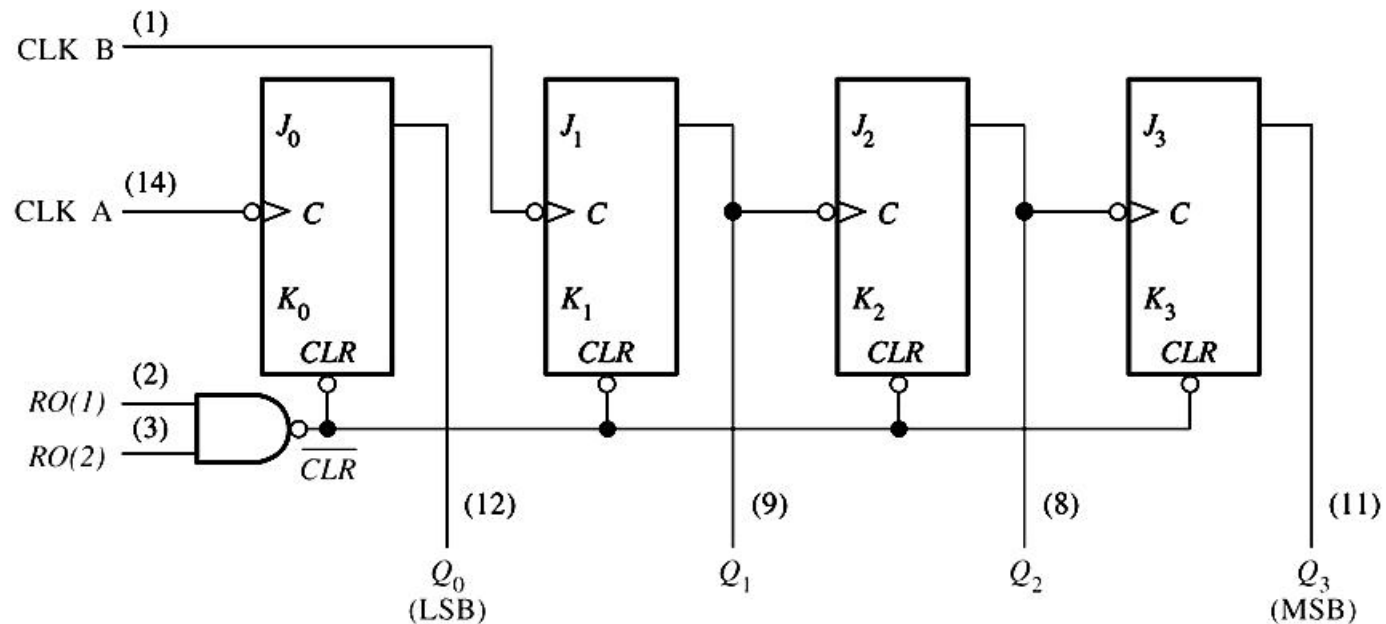 (1)
CLK B
J₀ J₁ J₂ J₃
(14)
CLK A
C C C C
K₀ K₁ K₂ K₃
CLR CLR CLR CLR
(2)
RO(1)
(3)
RO(2)
C̅L̅R̅
(12) (9) (8) (11)
Q₀ Q₁ Q₂ Q₃
(LSB) (MSB)